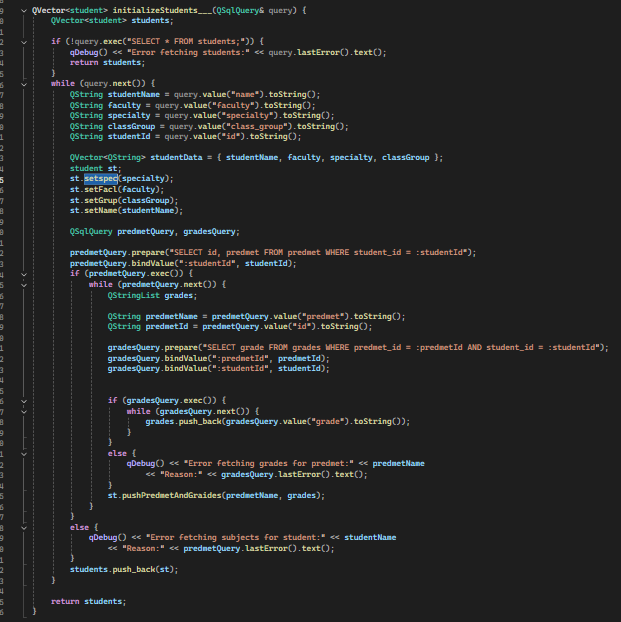 QVector<student> initializeStudents___(QSqlQuery& query) {
    QVector<student> students;

    if (!query.exec("SELECT * FROM students;")) {
        qDebug() << "Error fetching students:" << query.lastError().text();
        return students;
    }
    while (query.next()) {
        QString studentName = query.value("name").toString();
        QString faculty = query.value("faculty").toString();
        QString specialty = query.value("specialty").toString();
        QString classGroup = query.value("class_group").toString();
        QString studentId = query.value("id").toString();

        QVector<QString> studentData = { studentName, faculty, specialty, classGroup };
        student st;
        st.setspec(specialty);
        st.setFacl(faculty);
        st.setGrup(classGroup);
        st.setName(studentName);

        QSqlQuery predmetQuery, gradesQuery;

        predmetQuery.prepare("SELECT id, predmet FROM predmet WHERE student_id = :studentId");
        predmetQuery.bindValue(":studentId", studentId);
        if (predmetQuery.exec()) {
            while (predmetQuery.next()) {
                QStringList grades;

                QString predmetName = predmetQuery.value("predmet").toString();
                QString predmetId = predmetQuery.value("id").toString();

                gradesQuery.prepare("SELECT grade FROM grades WHERE predmet_id = :predmetId AND student_id = :studentId");
                gradesQuery.bindValue(":predmetId", predmetId);
                gradesQuery.bindValue(":studentId", studentId);


                if (gradesQuery.exec()) {
                    while (gradesQuery.next()) {
                        grades.push_back(gradesQuery.value("grade").toString());
                    }
                }
                else {
                    qDebug() << "Error fetching grades for predmet:" << predmetName
                        << "Reason:" << gradesQuery.lastError().text();
                }
                st.pushPredmetAndGraides(predmetName, grades);
            }
        }
        else {
            qDebug() << "Error fetching subjects for student:" << studentName
                << "Reason:" << predmetQuery.lastError().text();
        }
        students.push_back(st);
    }

    return students;
}